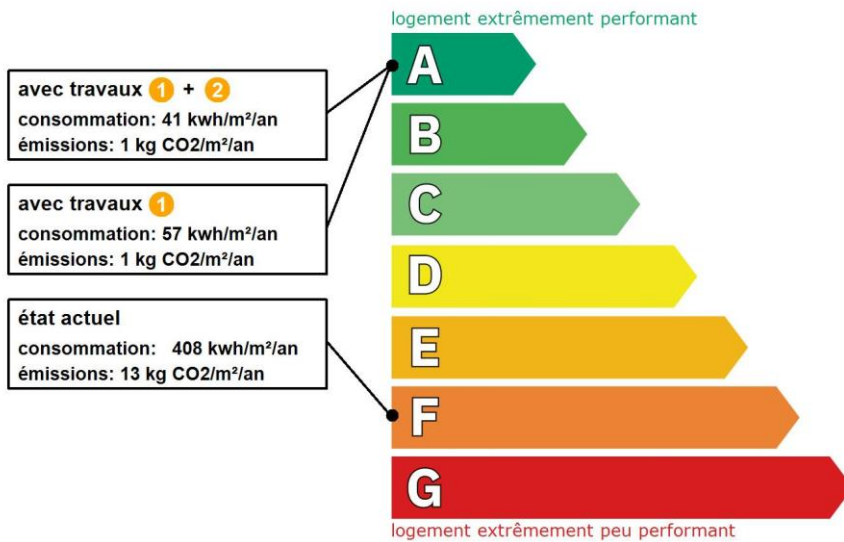 logement extrêmement performant
avec travaux 1 + 2
consommation: 41 kwh/m²/an
émissions: 1 kg CO2/m²/an
avec travaux 1
consommation: 57 kwh/m²/an
émissions: 1 kg CO2/m²/an
état actuel
consommation: 408 kwh/m²/an
émissions: 13 kg CO2/m²/an
A
B
C
D
E
F
G
logement extrêmement peu performant